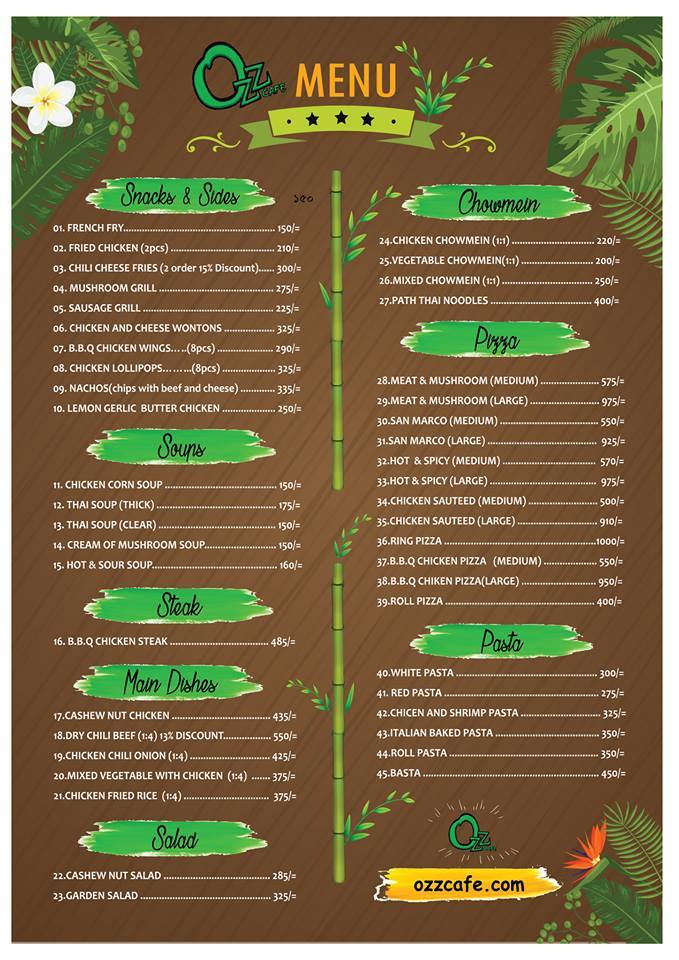 Ozz CAFE MENU
Snacks & Sides
১৫০
01. FRENCH FRY.......... 150/=
02. FRIED CHICKEN (2pcs) .......... 210/=
03. CHILI CHEESE FRIES (2 order 15% Discount)...... 300/=
04. MUSHROOM GRILL .......... 275/=
05. SAUSAGE GRILL .......... 225/=
06. CHICKEN AND CHEESE WONTONS .......... 325/=
07. B.B.Q CHICKEN WINGS.....(8pcs) .......... 290/=
08. CHICKEN LOLLIPOPS.........(8pcs) .......... 325/=
09. NACHOS(chips with beef and cheese) .......... 335/=
10. LEMON GERLIC BUTTER CHICKEN .......... 250/=
Soups
11. CHICKEN CORN SOUP .......... 150/=
12. THAI SOUP (THICK) .......... 175/=
13. THAI SOUP (CLEAR) .......... 150/=
14. CREAM OF MUSHROOM SOUP.......... 150/=
15. HOT & SOUR SOUP.......... 160/=
Steak
16. B.B.Q CHICKEN STEAK .......... 485/=
Main Dishes
17.CASHEW NUT CHICKEN .......... 435/=
18.DRY CHILI BEEF (1:4) 13% DISCOUNT.......... 550/=
19.CHICKEN CHILI ONION (1:4) .......... 425/=
20.MIXED VEGETABLE WITH CHICKEN (1:4) ....... 375/=
21.CHICKEN FRIED RICE (1:4) .......... 375/=
Salad
22.CASHEW NUT SALAD .......... 285/=
23.GARDEN SALAD .......... 325/=
Chowmein
24.CHICKEN CHOWMEIN (1:1) .......... 220/=
25.VEGETABLE CHOWMEIN(1:1) .......... 200/=
26.MIXED CHOWMEIN (1:1) .......... 250/=
27.PATH THAI NOODLES .......... 400/=
Pizza
28.MEAT & MUSHROOM (MEDIUM) .......... 575/=
29.MEAT & MUSHROOM (LARGE) .......... 975/=
30.SAN MARCO (MEDIUM) .......... 550/=
31.SAN MARCO (LARGE) .......... 925/=
32.HOT & SPICY (MEDIUM) .......... 570/=
33.HOT & SPICY (LARGE) .......... 975/=
34.CHICKEN SAUTEED (MEDIUM) .......... 500/=
35.CHICKEN SAUTEED (LARGE) .......... 910/=
36.RING PIZZA ..........1000/=
37.B.B.Q CHICKEN PIZZA (MEDIUM) .......... 550/=
38.B.B.Q CHIKEN PIZZA(LARGE) .......... 950/=
39.ROLL PIZZA .......... 400/=
Pasta
40.WHITE PASTA .......... 300/=
41. RED PASTA .......... 275/=
42.CHICEN AND SHRIMP PASTA .......... 325/=
43.ITALIAN BAKED PASTA .......... 350/=
44.ROLL PASTA .......... 350/=
45.BASTA .......... 450/=
Ozz CAFE
ozzcafe.com